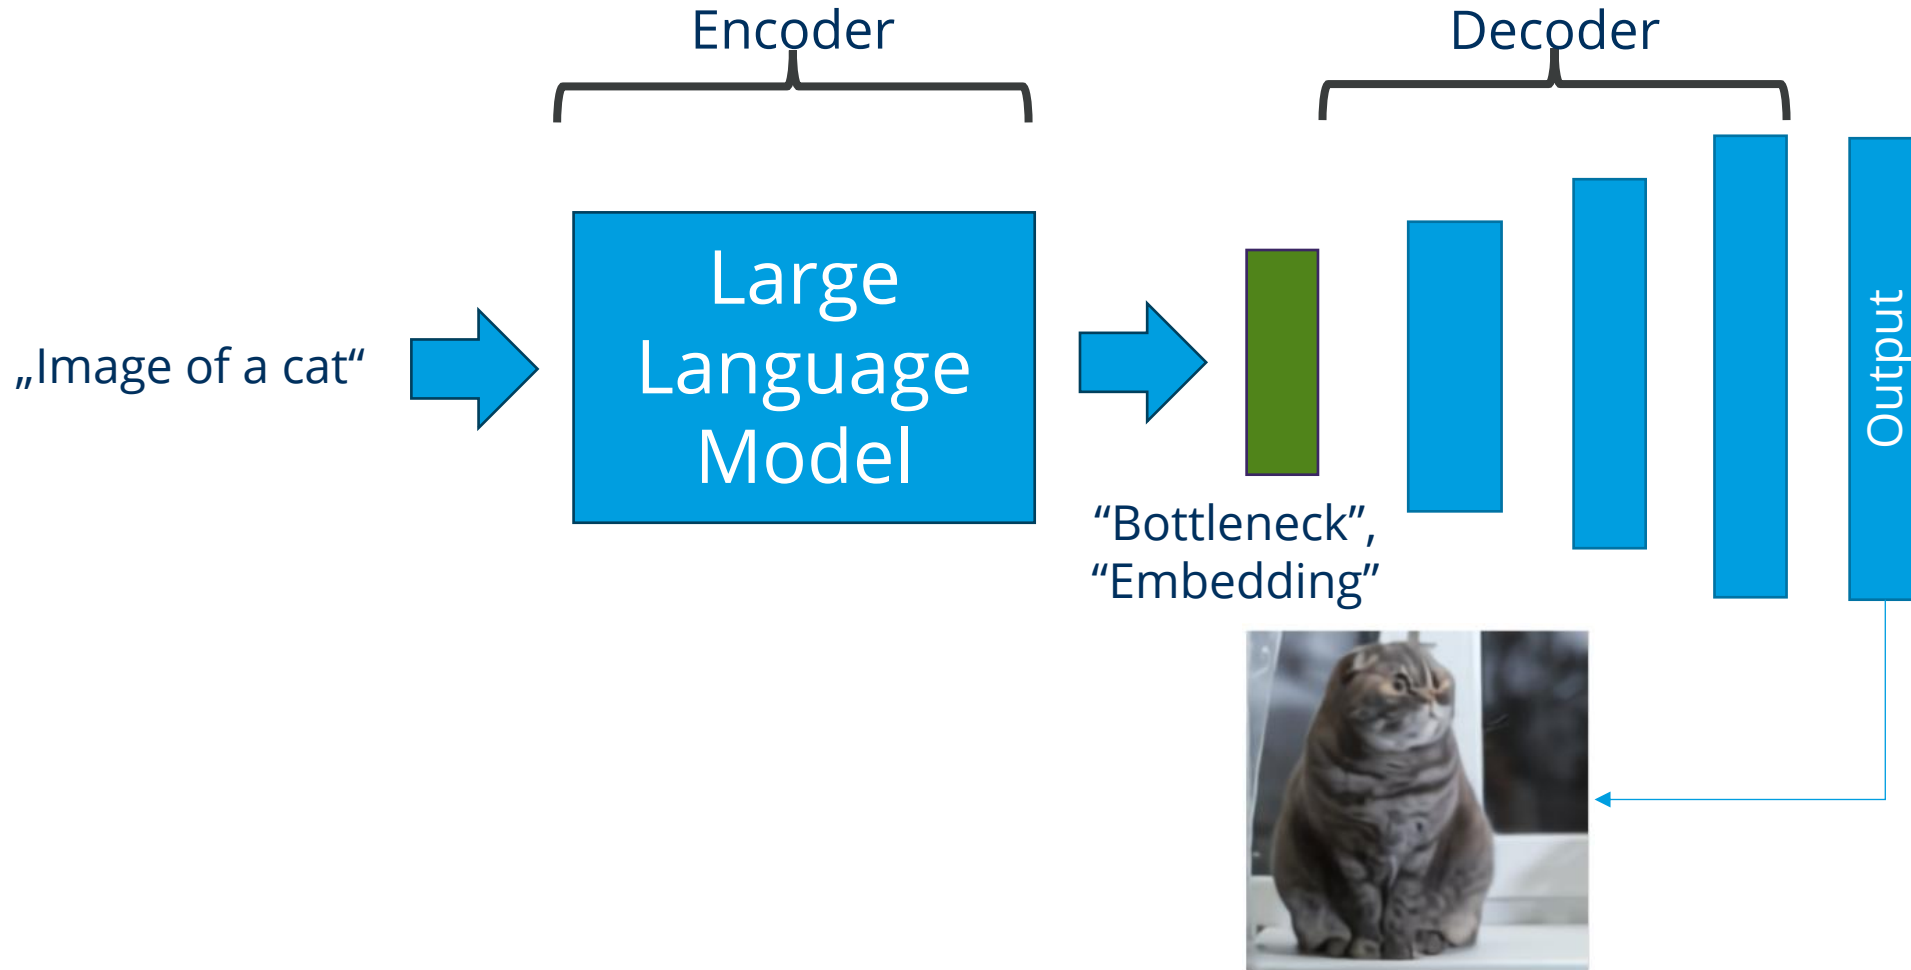 Encoder
Decoder
„Image of a cat“
Large
Language
Model
“Bottleneck”,
“Embedding”
Output